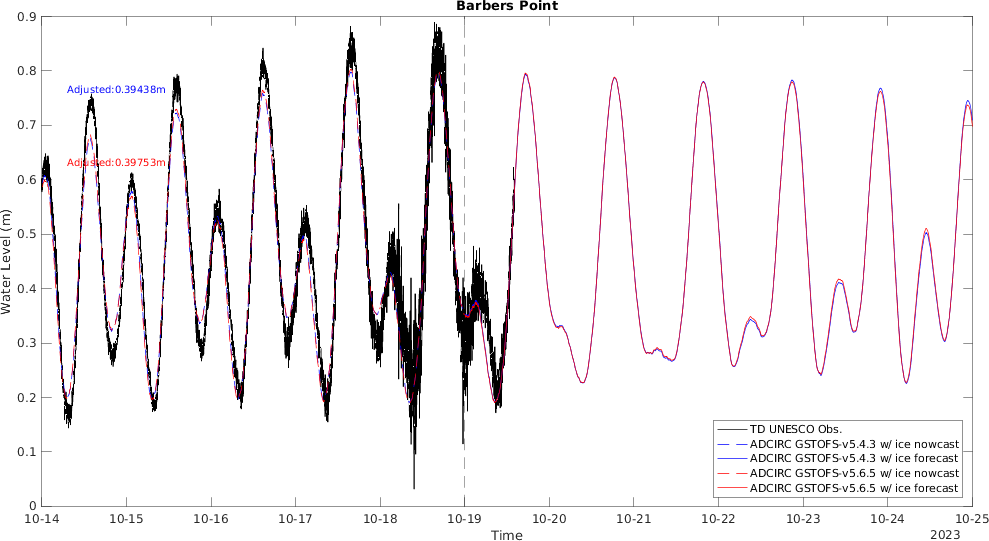 Barbers Point
0.9
0.8
0.7
0.6
0.5
0.4
0.3
0.2
0.1
0
Water Level (m)
Adjusted:0.39438m
Adjusted:0.39753m
TD UNESCO Obs.
ADCIRC GSTOFS-v5.4.3 w/ ice nowcast
ADCIRC GSTOFS-v5.4.3 w/ ice forecast
ADCIRC GSTOFS-v5.6.5 w/ ice nowcast
ADCIRC GSTOFS-v5.6.5 w/ ice forecast
10-14 10-15 10-16 10-17 10-18 10-19 10-20 10-21 10-22 10-23 10-24 10-25
Time
2023